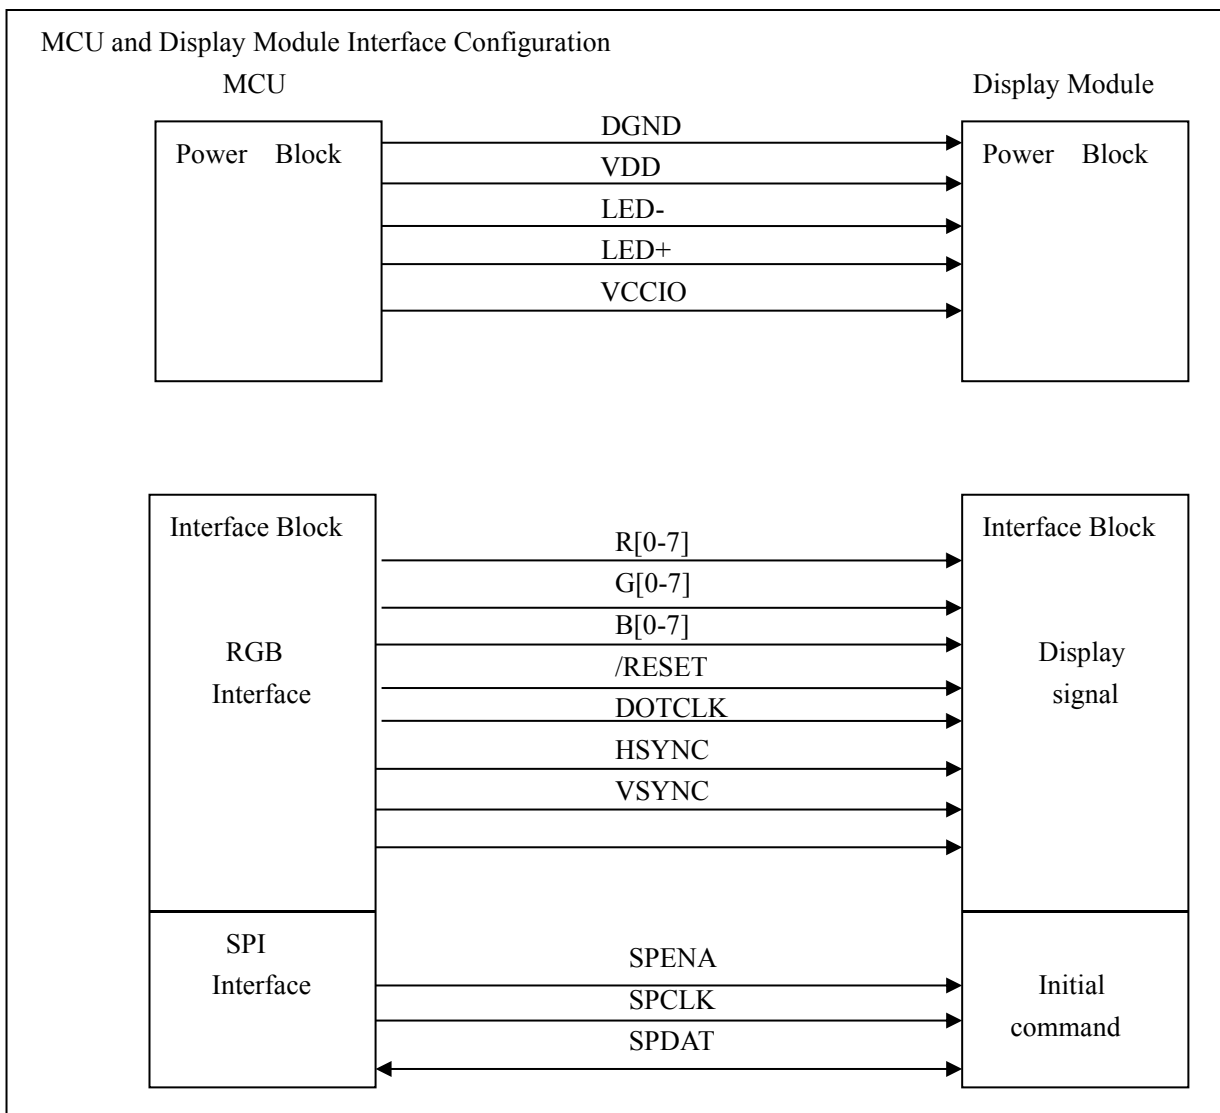 MCU and Display Module Interface Configuration
MCU
Display Module
Power Block
DGND
VDD
LED-
LED+
VCCIO
Power Block
Interface Block
RGB
Interface
R[0-7]
G[0-7]
B[0-7]
/RESET
DOTCLK
HSYNC
VSYNC
Interface Block
Display
signal
SPI
Interface
SPENA
SPCLK
SPDAT
Initial
command